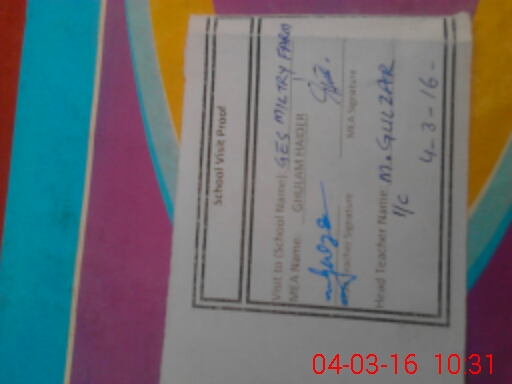 School Visit Proof
Visit to (School Name): GES MILTRY FARM
MEA Name: GHULAM HAIDER
Teacher Signature MEA Signature
Head Teacher Name: M. GULZAR
I/C
4-3-16-
04-03-16 10:31